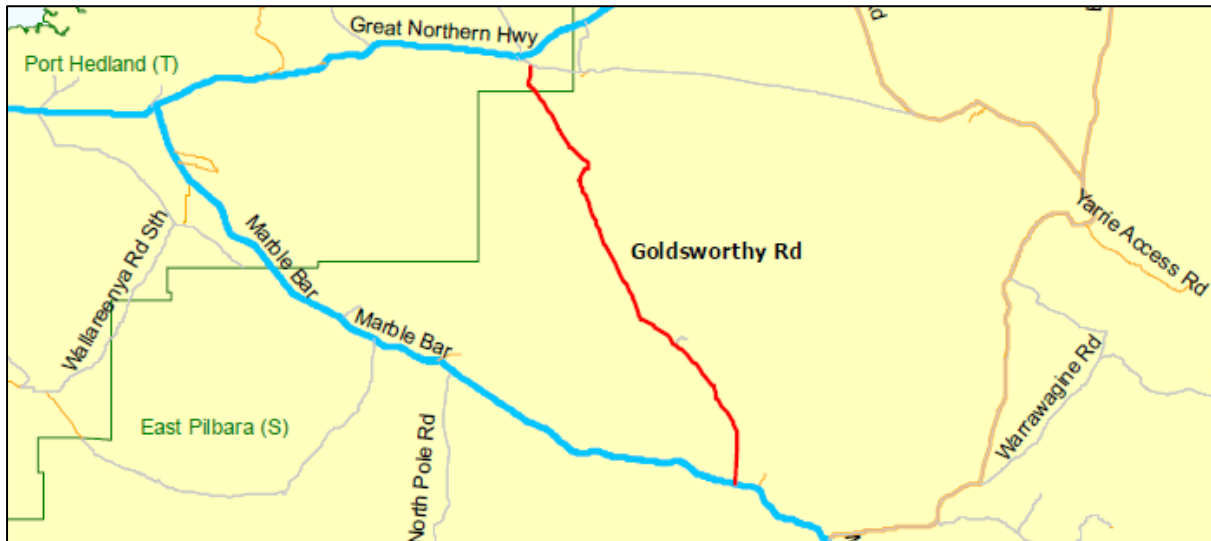 Great Northern Hwy
Rd
Port Hedland (T)
Yarrie Access Rd
Wallareenya Rd Sth
Marble Bar
Goldsworthy Rd
Marble Bar
Warrawagine Rd
East Pilbara (S)
North Pole Rd